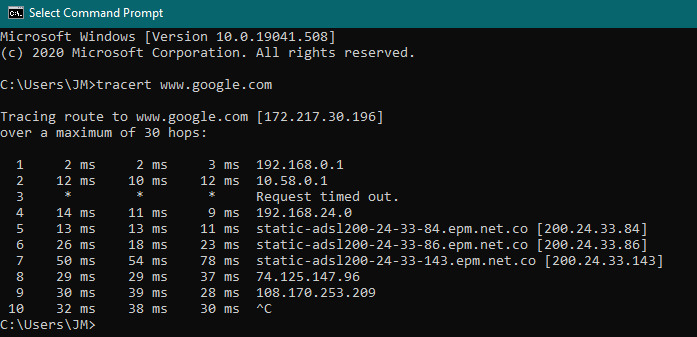 Select Command Prompt
Microsoft Windows [Version 10.0.19041.508]
(c) 2020 Microsoft Corporation. All rights reserved.
C:\Users\JM>tracert www.google.com
Tracing route to www.google.com [172.217.30.196]
over a maximum of 30 hops:
1 2 ms 2 ms 3 ms 192.168.0.1
2 12 ms 10 ms 12 ms 10.58.0.1
3 * * * Request timed out.
4 14 ms 11 ms 9 ms 192.168.24.0
5 13 ms 13 ms 11 ms static-adsl200-24-33-84.epm.net.co [200.24.33.84]
6 26 ms 18 ms 23 ms static-adsl200-24-33-86.epm.net.co [200.24.33.86]
7 50 ms 54 ms 78 ms static-adsl200-24-33-143.epm.net.co [200.24.33.143]
8 29 ms 29 ms 37 ms 74.125.147.96
9 30 ms 39 ms 28 ms 108.170.253.209
10 32 ms 38 ms 30 ms ^C
C:\Users\JM>